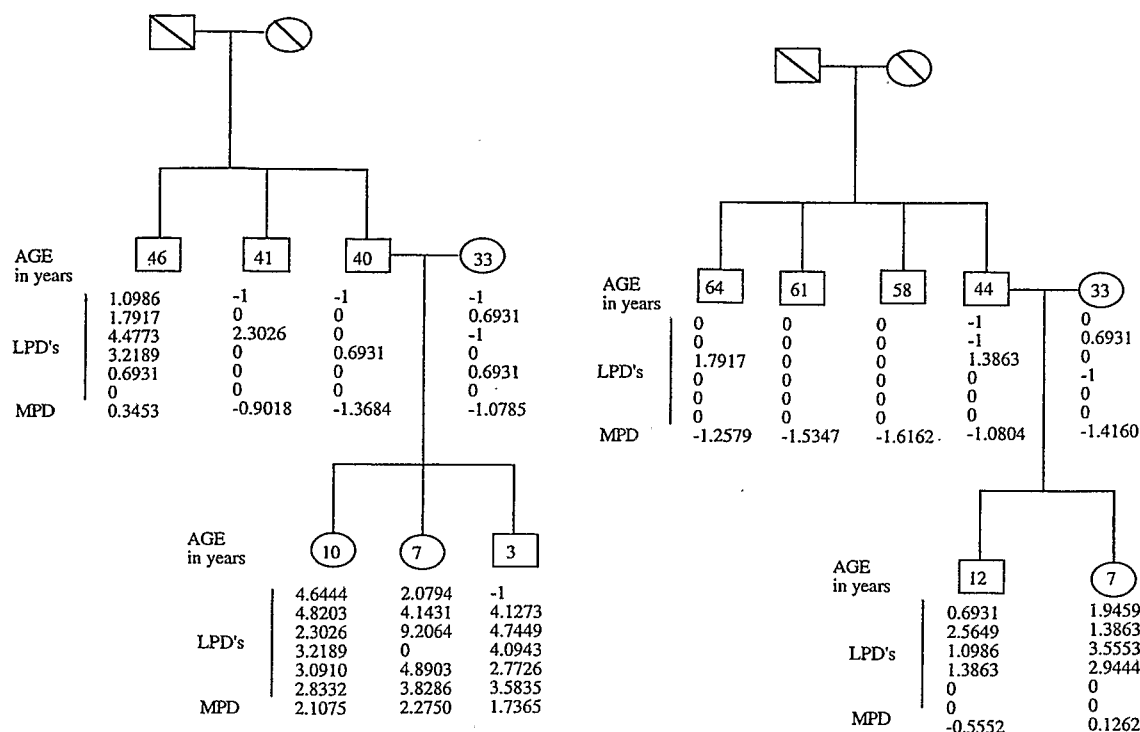 46 41 40 33
AGE
in years
1.0986 -1 -1 -1
1.7917 0 0 0.6931
4.4773 2.3026 0 -1
LPD's 3.2189 0 0.6931 0
0.6931 0 0 0.6931
0 0 0 0
MPD 0.3453 -0.9018 -1.3684 -1.0785
AGE
in years
10 7 3
4.6444 2.0794 -1
4.8203 4.1431 4.1273
2.3026 9.2064 4.7449
LPD's 3.2189 0 4.0943
3.0910 4.8903 2.7726
2.8332 3.8286 3.5835
MPD 2.1075 2.2750 1.7365
AGE
in years
64 61 58 44 33
0 0 0 -1 0
0 0 0 -1 0.6931
LPD's 1.7917 0 0 1.3863 0
0 0 0 0 -1
0 0 0 0 0
0 0 0 0 0
MPD -1.2579 -1.5347 -1.6162 -1.0804 -1.4160
AGE
in years
12 7
0.6931 1.9459
2.5649 1.3863
LPD's 1.0986 3.5553
1.3863 2.9444
0 0
0 0
MPD -0.5552 0.1262